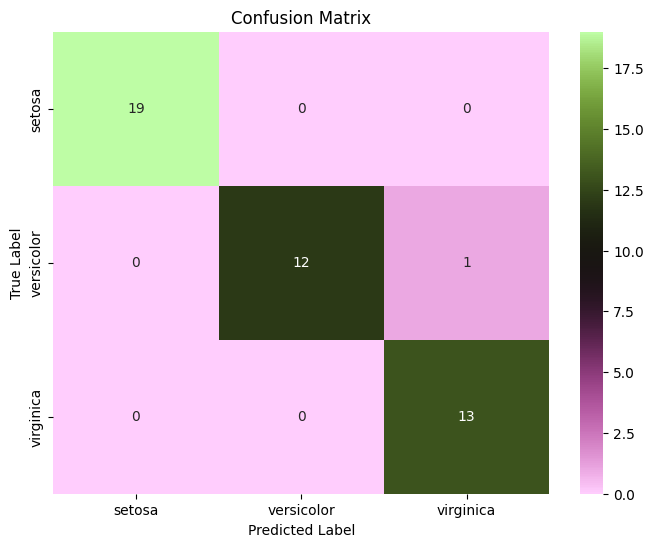 Confusion Matrix
True Label
setosa
19 0 0
versicolor
0 12 1
virginica
0 0 13
setosa versicolor virginica
Predicted Label
17.5
15.0
12.5
10.0
7.5
5.0
2.5
0.0